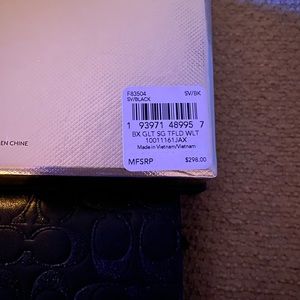 F83504 SV/BK
SV/BLACK
1 93971 48995 7
BX GLT SG TFLD WLT
10011161JAX
Made in Vietnam/Vietnam
MFSRP $298.00
EN CHINE